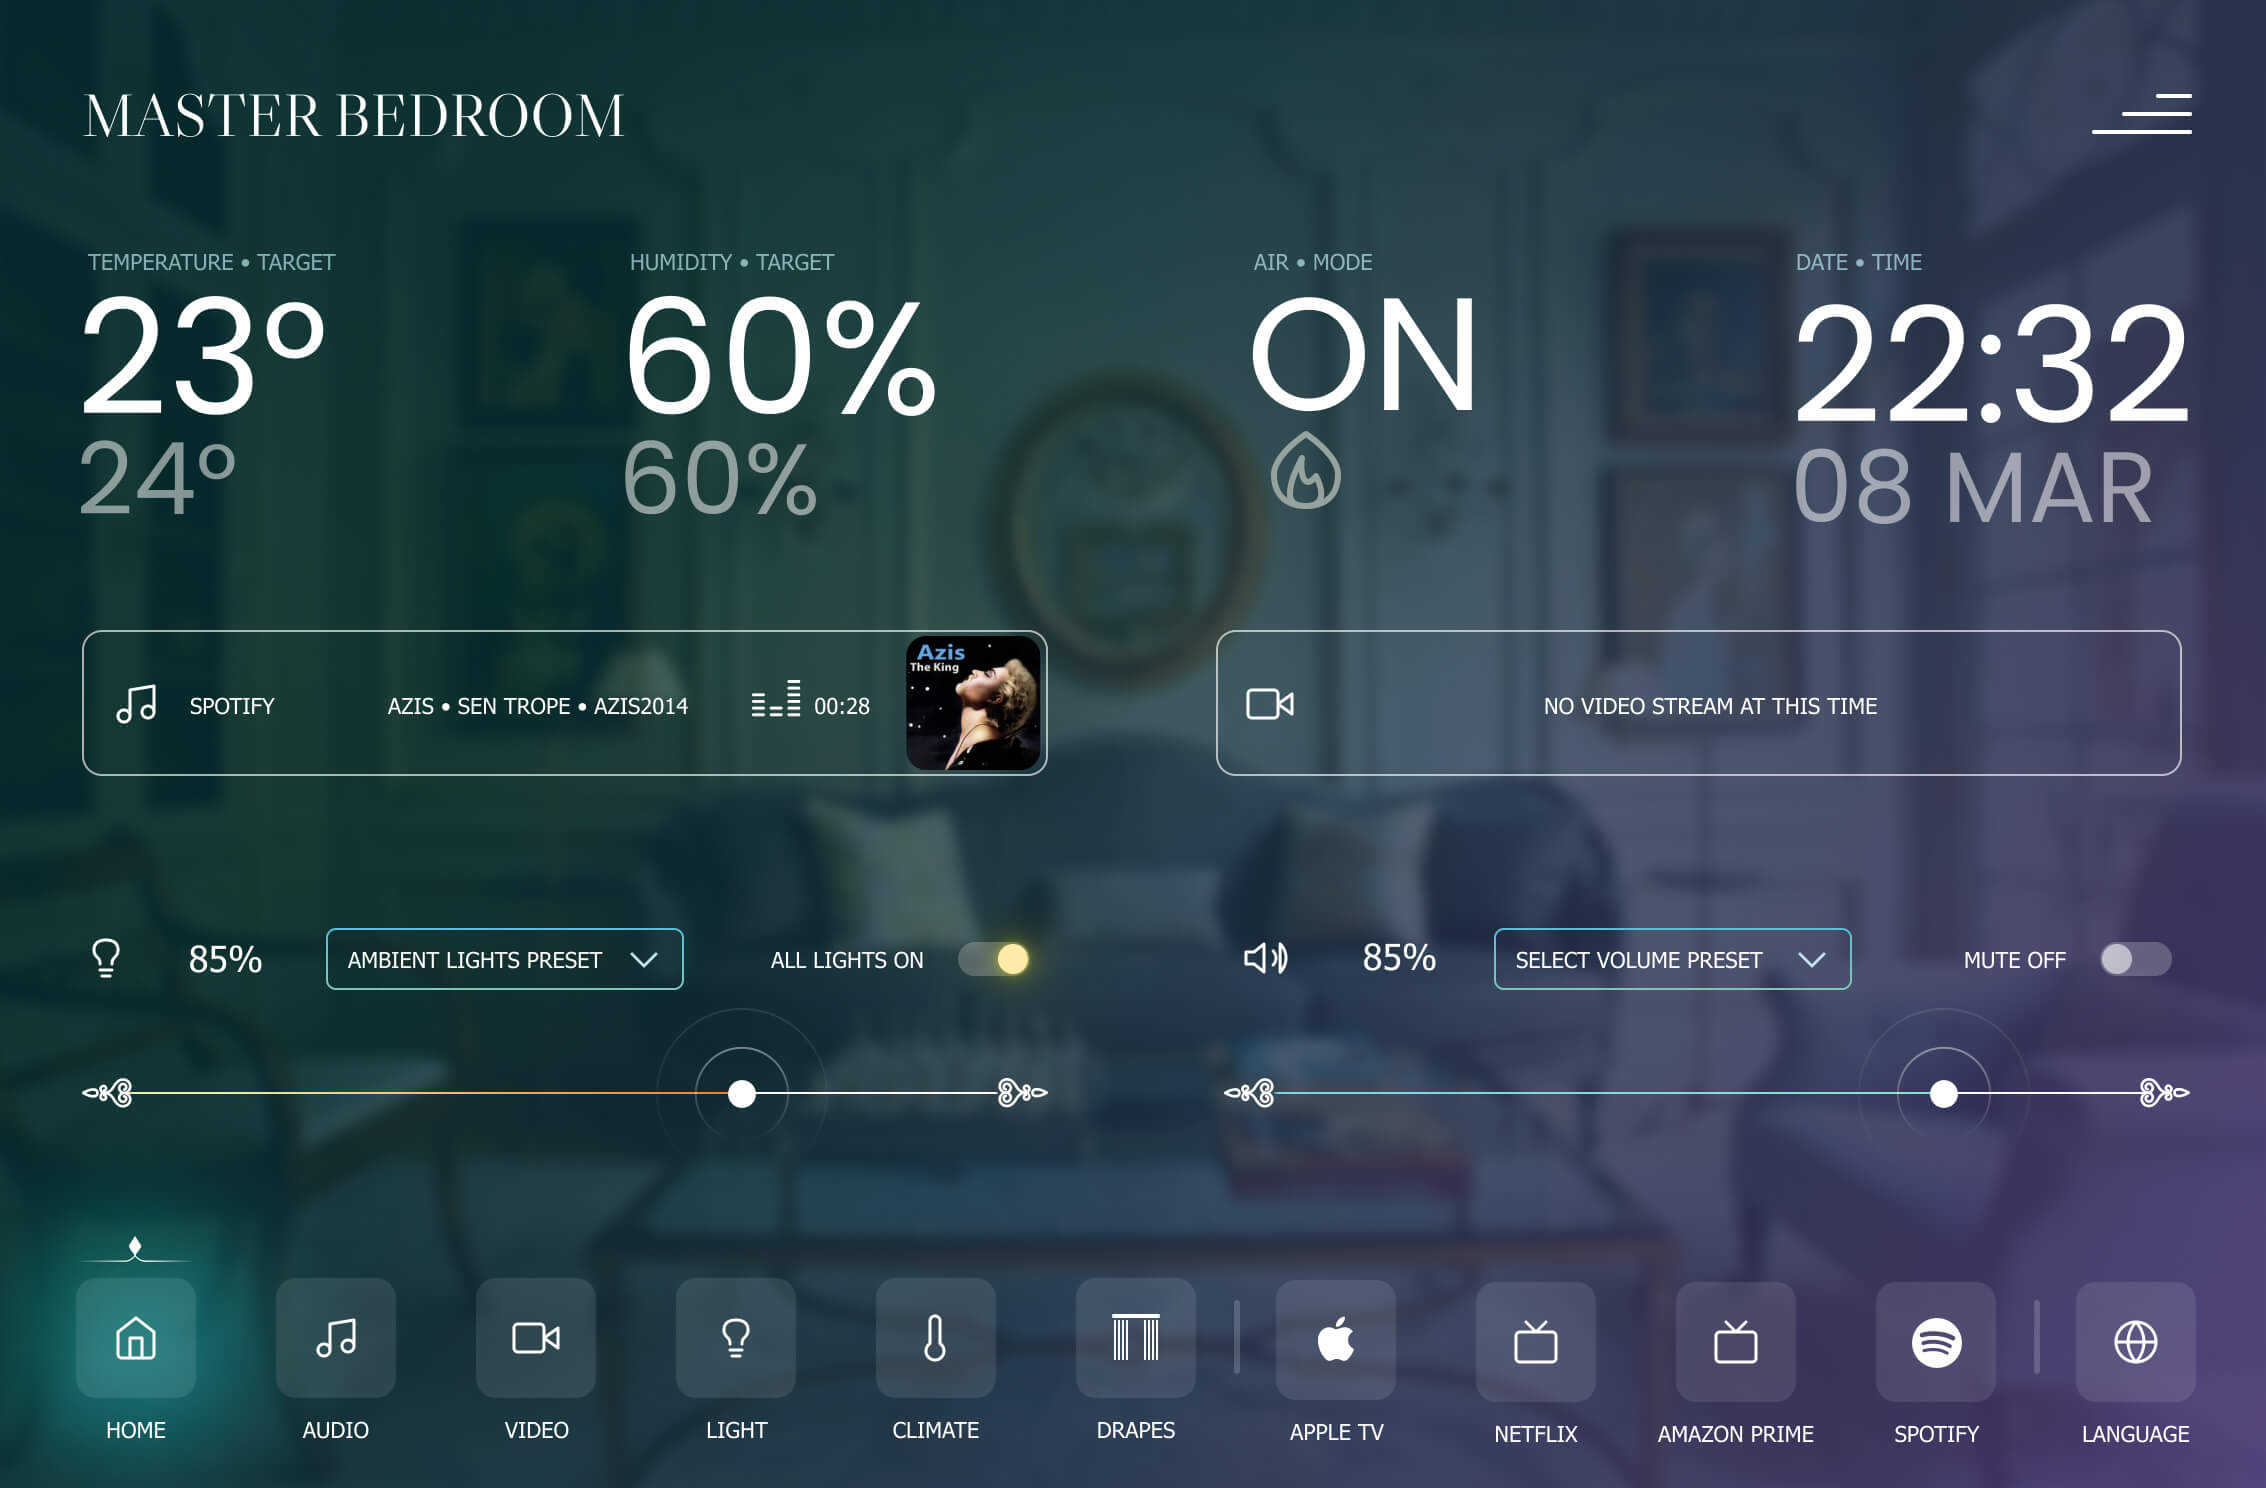 MASTER BEDROOM
TEMPERATURE • TARGET
23°
24°
HUMIDITY • TARGET
60%
60%
AIR • MODE
ON
DATE • TIME
22:32
08 MAR
SPOTIFY
AZIS • SEN TROPE • AZIS2014
00:28
Azis
The King
NO VIDEO STREAM AT THIS TIME
85%
AMBIENT LIGHTS PRESET
ALL LIGHTS ON
85%
SELECT VOLUME PRESET
MUTE OFF
HOME
AUDIO
VIDEO
LIGHT
CLIMATE
DRAPES
APPLE TV
NETFLIX
AMAZON PRIME
SPOTIFY
LANGUAGE